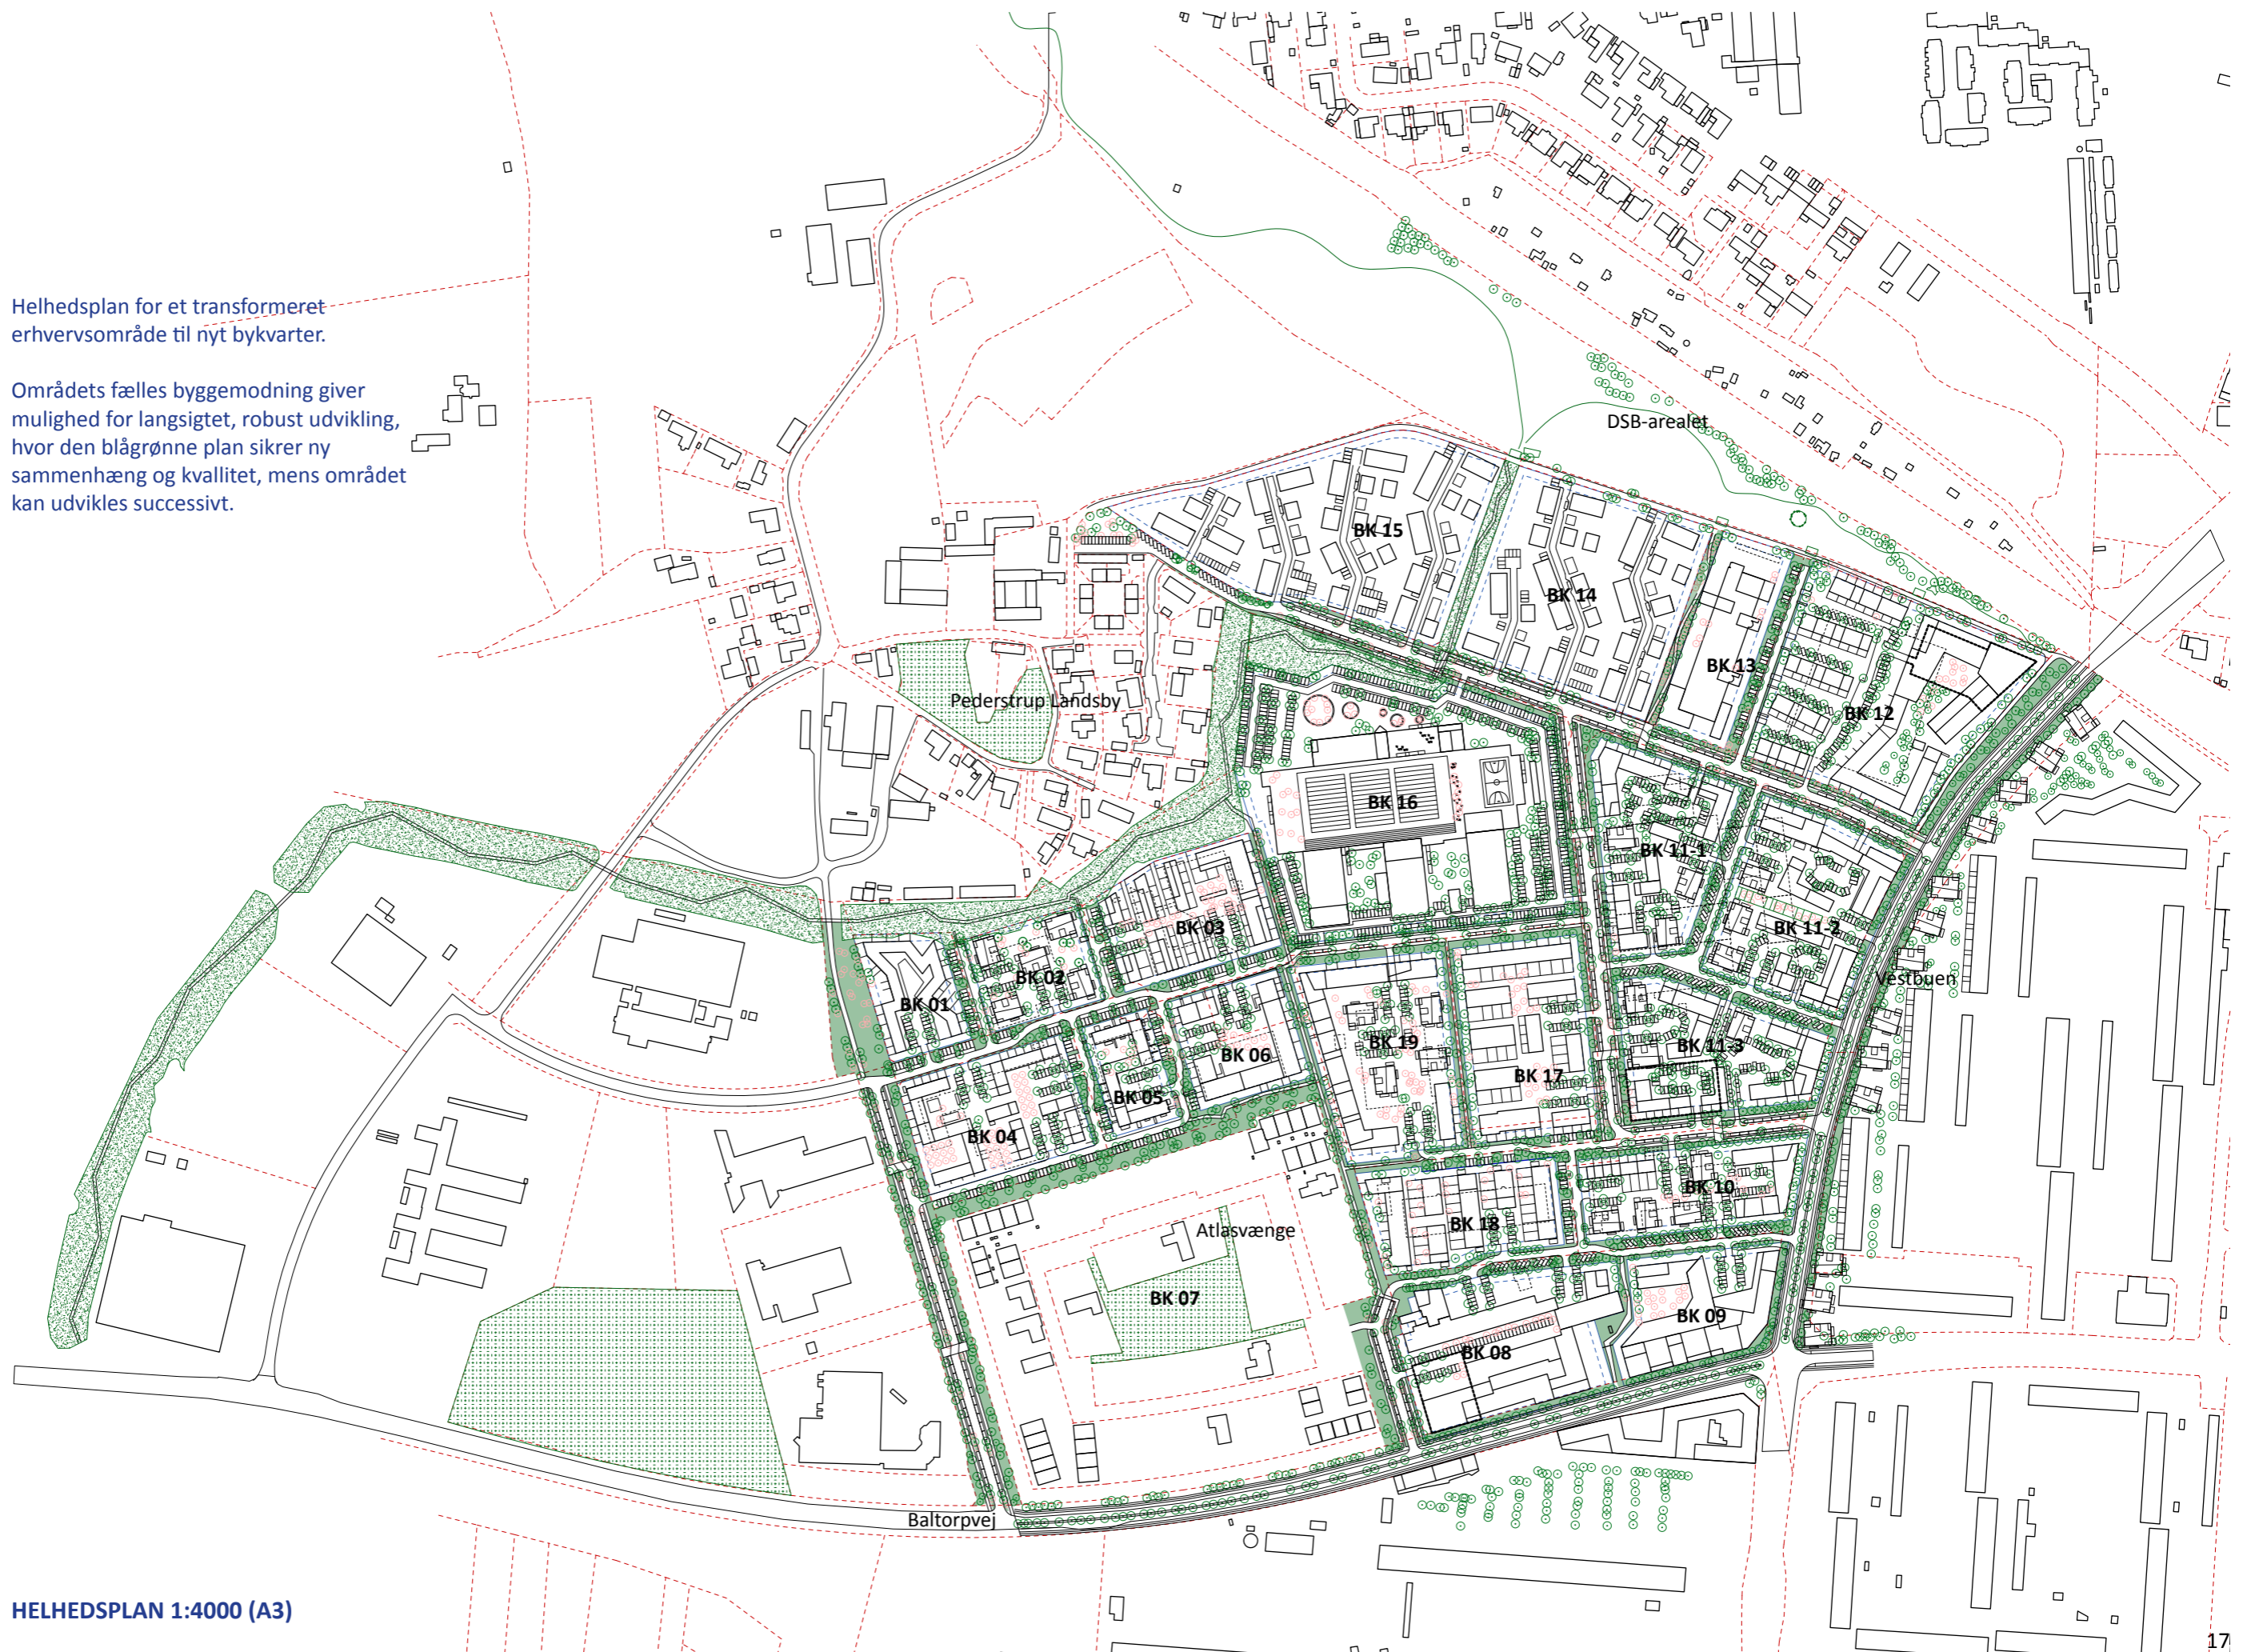 Helhedsplan for et transformeret
erhvervsområde til nyt bykvarter.
Områdets fælles byggemodning giver
mulighed for langsigtet, robust udvikling,
hvor den blågrønne plan sikrer ny
sammenhæng og kvallitet, mens området
kan udvikles successivt.
DSB-arealet
BK 15
BK 14
BK 13
Pederstrup Landsby
BK 12
BK 16
BK 11-1
BK 03
BK 11-2
BK 02
Vestbuen
BK 01
BK 19
BK 11-3
BK 06
BK 17
BK 05
BK 04
BK 10
BK 18
Atlasvænge
BK 07
BK 09
BK 08
Baltorpvej
HELHEDSPLAN 1:4000 (A3)
17